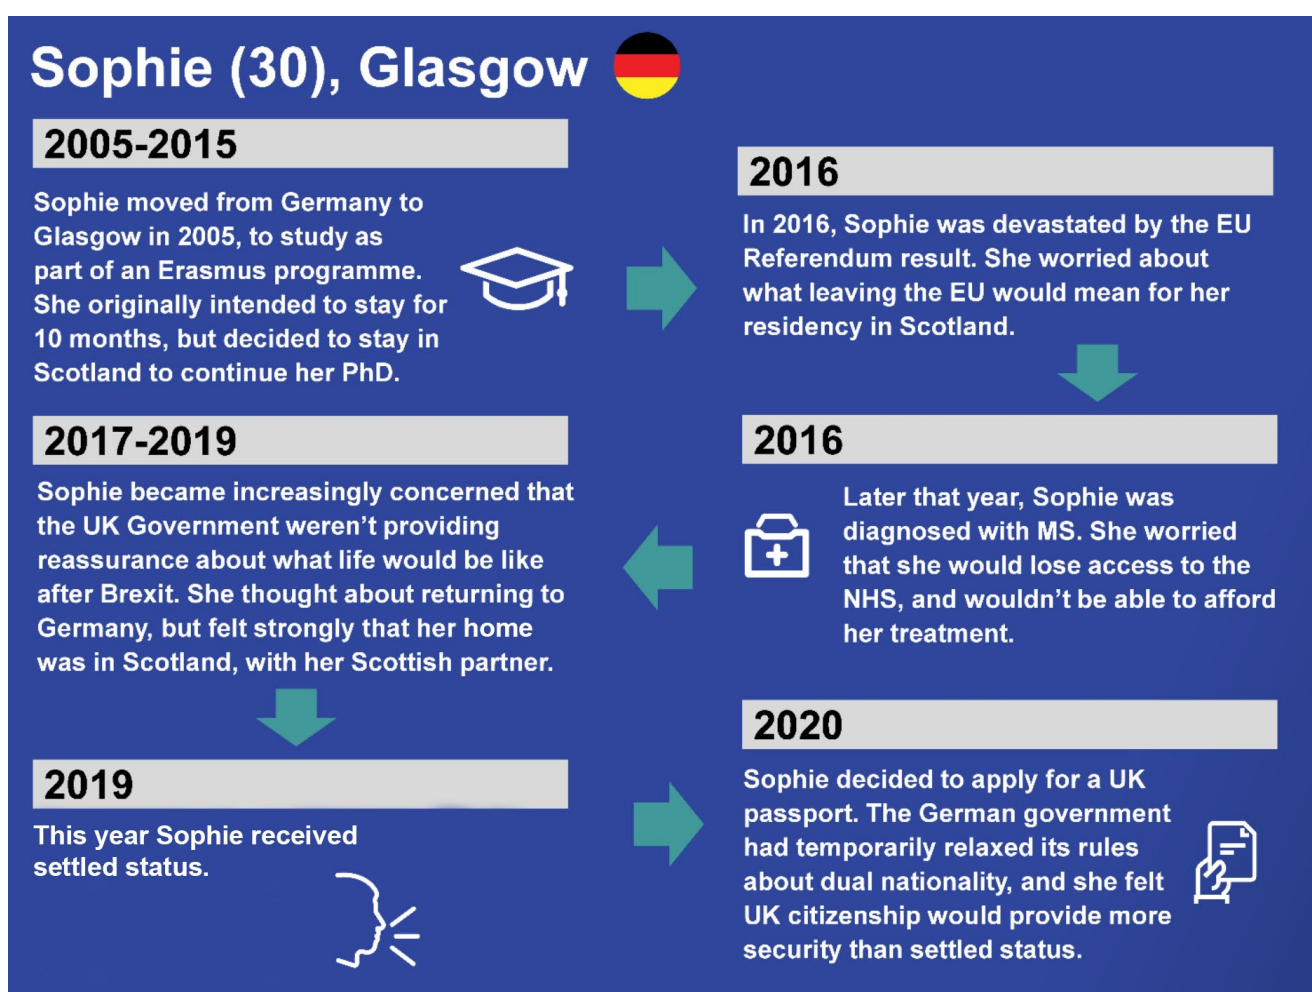 Sophie (30), Glasgow
2005-2015
Sophie moved from Germany to
Glasgow in 2005, to study as
part of an Erasmus programme.
She originally intended to stay for
10 months, but decided to stay in
Scotland to continue her PhD.
2016
In 2016, Sophie was devastated by the EU
Referendum result. She worried about
what leaving the EU would mean for her
residency in Scotland.
2016
Later that year, Sophie was
diagnosed with MS. She worried
that she would lose access to the
NHS, and wouldn't be able to afford
her treatment.
2017-2019
Sophie became increasingly concerned that
the UK Government weren't providing
reassurance about what life would be like
after Brexit. She thought about returning to
Germany, but felt strongly that her home
was in Scotland, with her Scottish partner.
2019
This year Sophie received
settled status.
2020
Sophie decided to apply for a UK
passport. The German government
had temporarily relaxed its rules
about dual nationality, and she felt
UK citizenship would provide more
security than settled status.